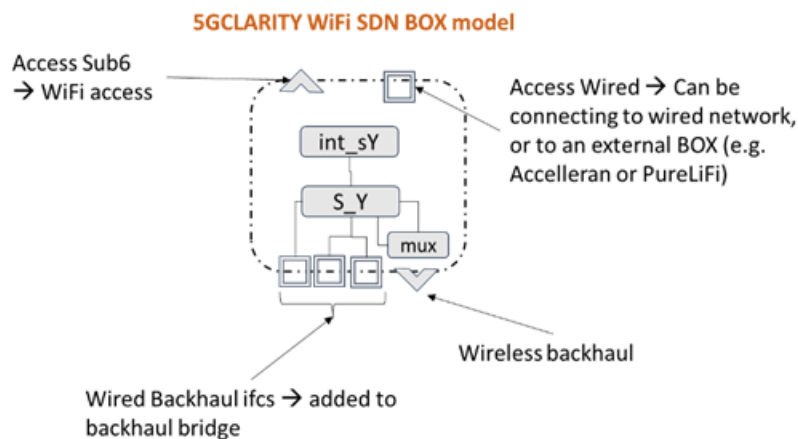 5GCLARITY WiFi SDN BOX model
Access Sub6
→ WiFi access
Access Wired → Can be
connecting to wired network,
or to an external BOX (e.g.
Accelleran or PureLiFi)
int_sY
S_Y
mux
Wireless backhaul
Wired Backhaul ifcs → added to
backhaul bridge